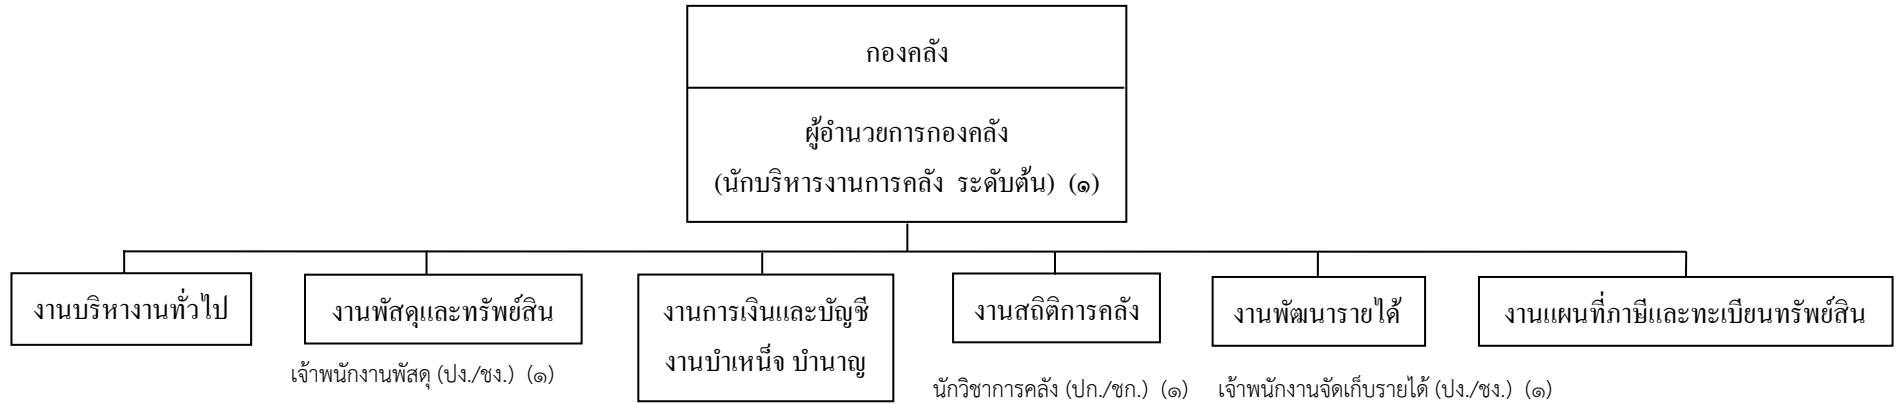 กองคลัง
ผู้อำนวยการกองคลัง
(นักบริหารงานการคลัง ระดับต้น) (๑)
งานบริหางานทั่วไป
งานพัสดุและทรัพย์สิน
เจ้าพนักงานพัสดุ (ปง./ชง.) (๑)
งานการเงินและบัญชี
งานบำเหน็จ บำนาญ
งานสถิติการคลัง
นักวิชาการคลัง (ปก./ชก.) (๑)
งานพัฒนารายได้
เจ้าพนักงานจัดเก็บรายได้ (ปง./ชง.) (๑)
งานแผนที่ภาษีและทะเบียนทรัพย์สิน